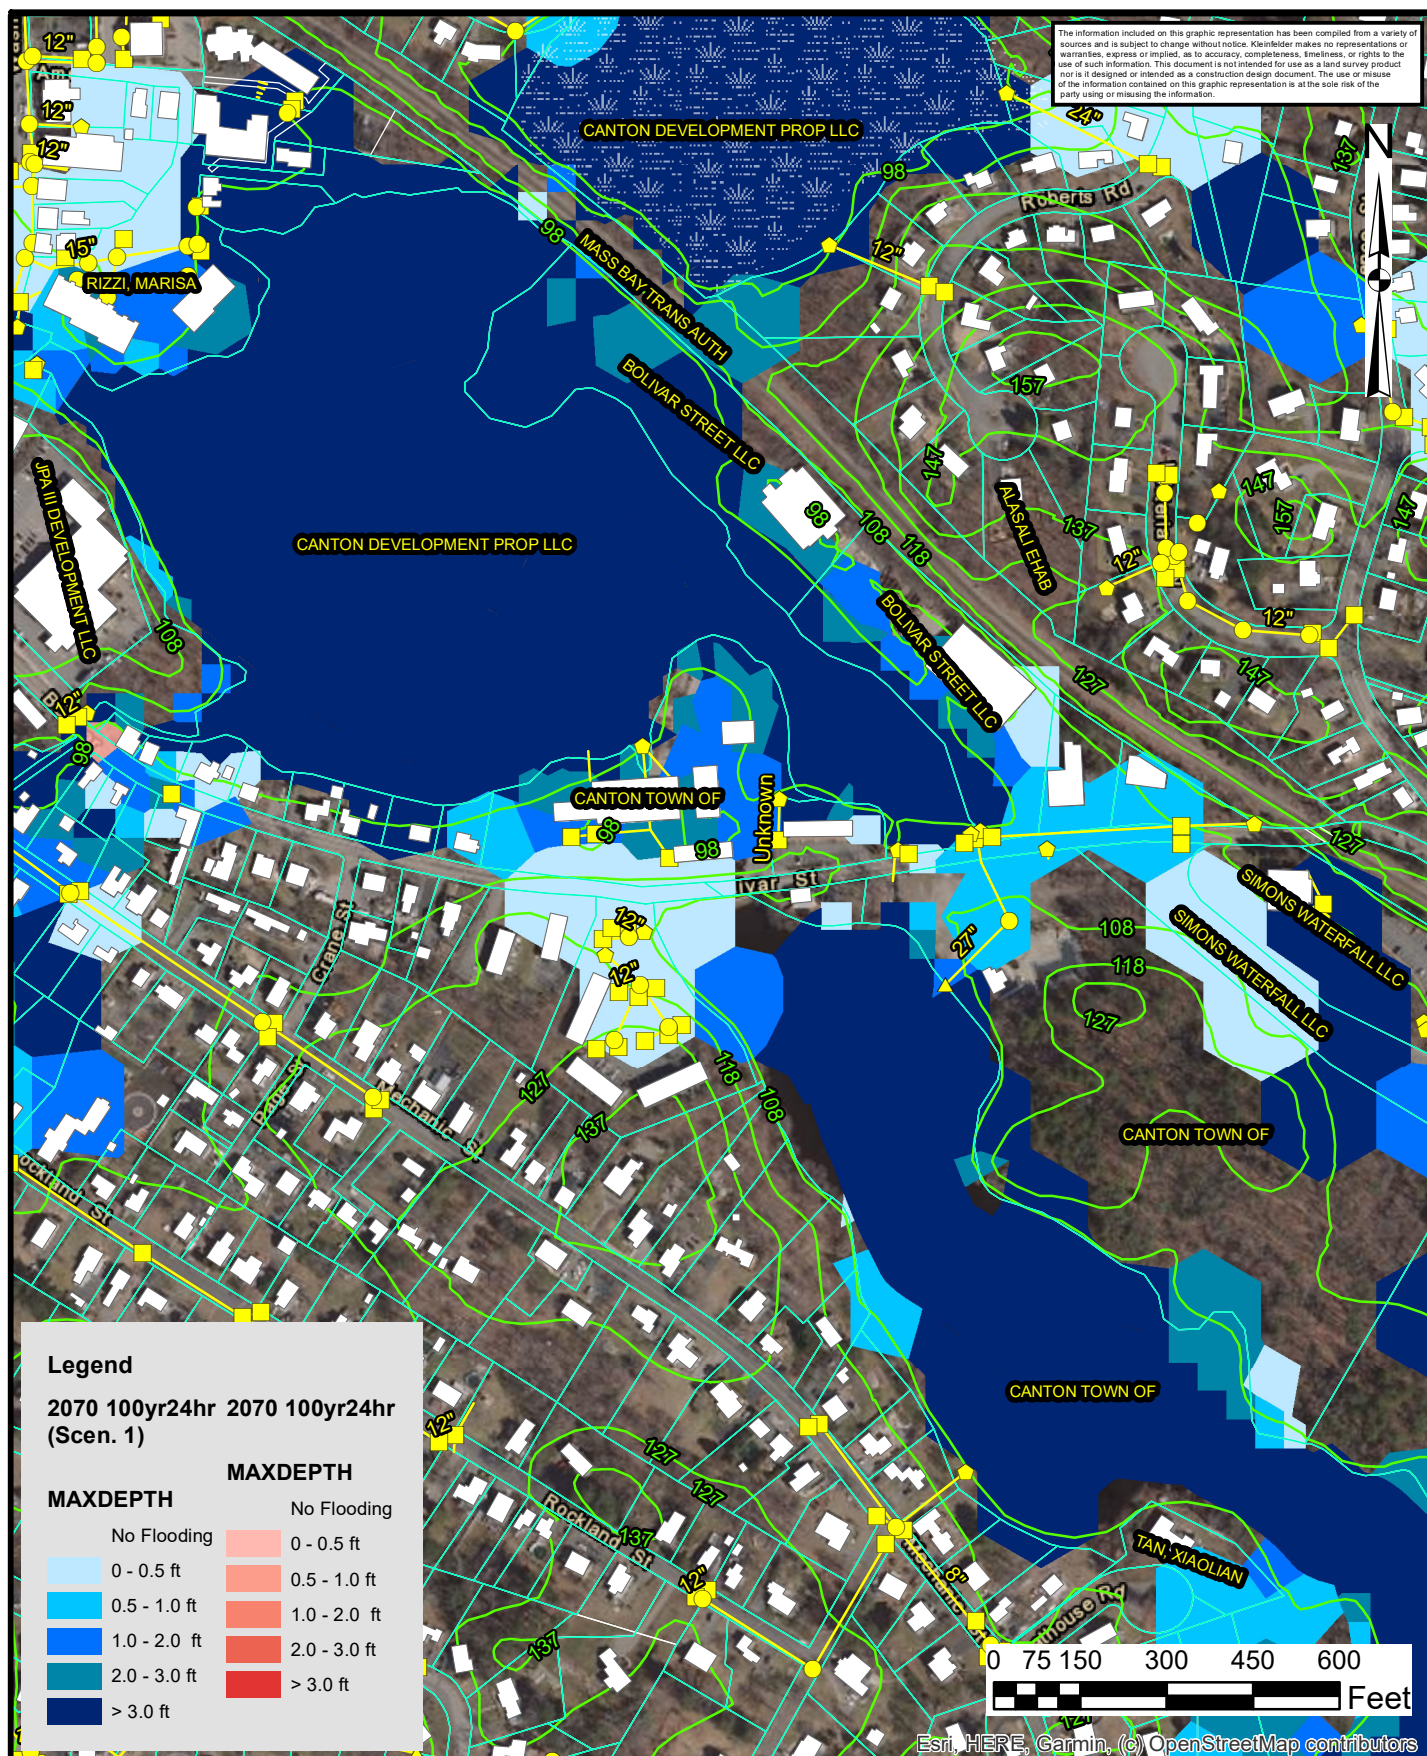 The information included on this graphic representation has been compiled from a variety of
sources and is subject to change without notice. Kleinfelder makes no representations or
warranties, express or implied, as to accuracy, completeness, timeliness, or rights to the
use of such information. This document is not intended for use as a land survey product
nor is it designed or intended as a construction design document. The use or misuse
of the information contained on this graphic representation is at the sole risk of the
party using or misusing the information.
12"
12"
12"
24"
CANTON DEVELOPMENT PROP LLC
137
N
98
Roberts Rd
98
15"
12"
RIZZI, MARISA
MASS BAY TRANS AUTH
BOLIVAR STREET LLC
157
147
JPA III DEVELOPMENT LLC
98
108
118
ALASALI EHAB
137
147
157
147
CANTON DEVELOPMENT PROP LLC
12"
12"
108
BOLIVAR STREET LLC
127
147
12"
98
CANTON TOWN OF
98
98
Unknown
127
SIMONS WATERFALL LLC
SIMONS WATERFALL LLC
Crane St
12"
12"
27"
108
118
127
118
108
127
137
Mechanic St
CANTON TOWN OF
CANTON TOWN OF
12"
127
127
137
Rockland St
12"
8"
TAN, XIAOLIAN
137
Legend
2070 100yr24hr 2070 100yr24hr
(Scen. 1)
MAXDEPTH
MAXDEPTH
No Flooding
No Flooding
0 - 0.5 ft
0 - 0.5 ft
0.5 - 1.0 ft
0.5 - 1.0 ft
1.0 - 2.0 ft
1.0 - 2.0 ft
2.0 - 3.0 ft
2.0 - 3.0 ft
> 3.0 ft
> 3.0 ft
0 75 150 300 450 600
Feet
127
Esri, HERE, Garmin, (c) OpenStreetMap contributors